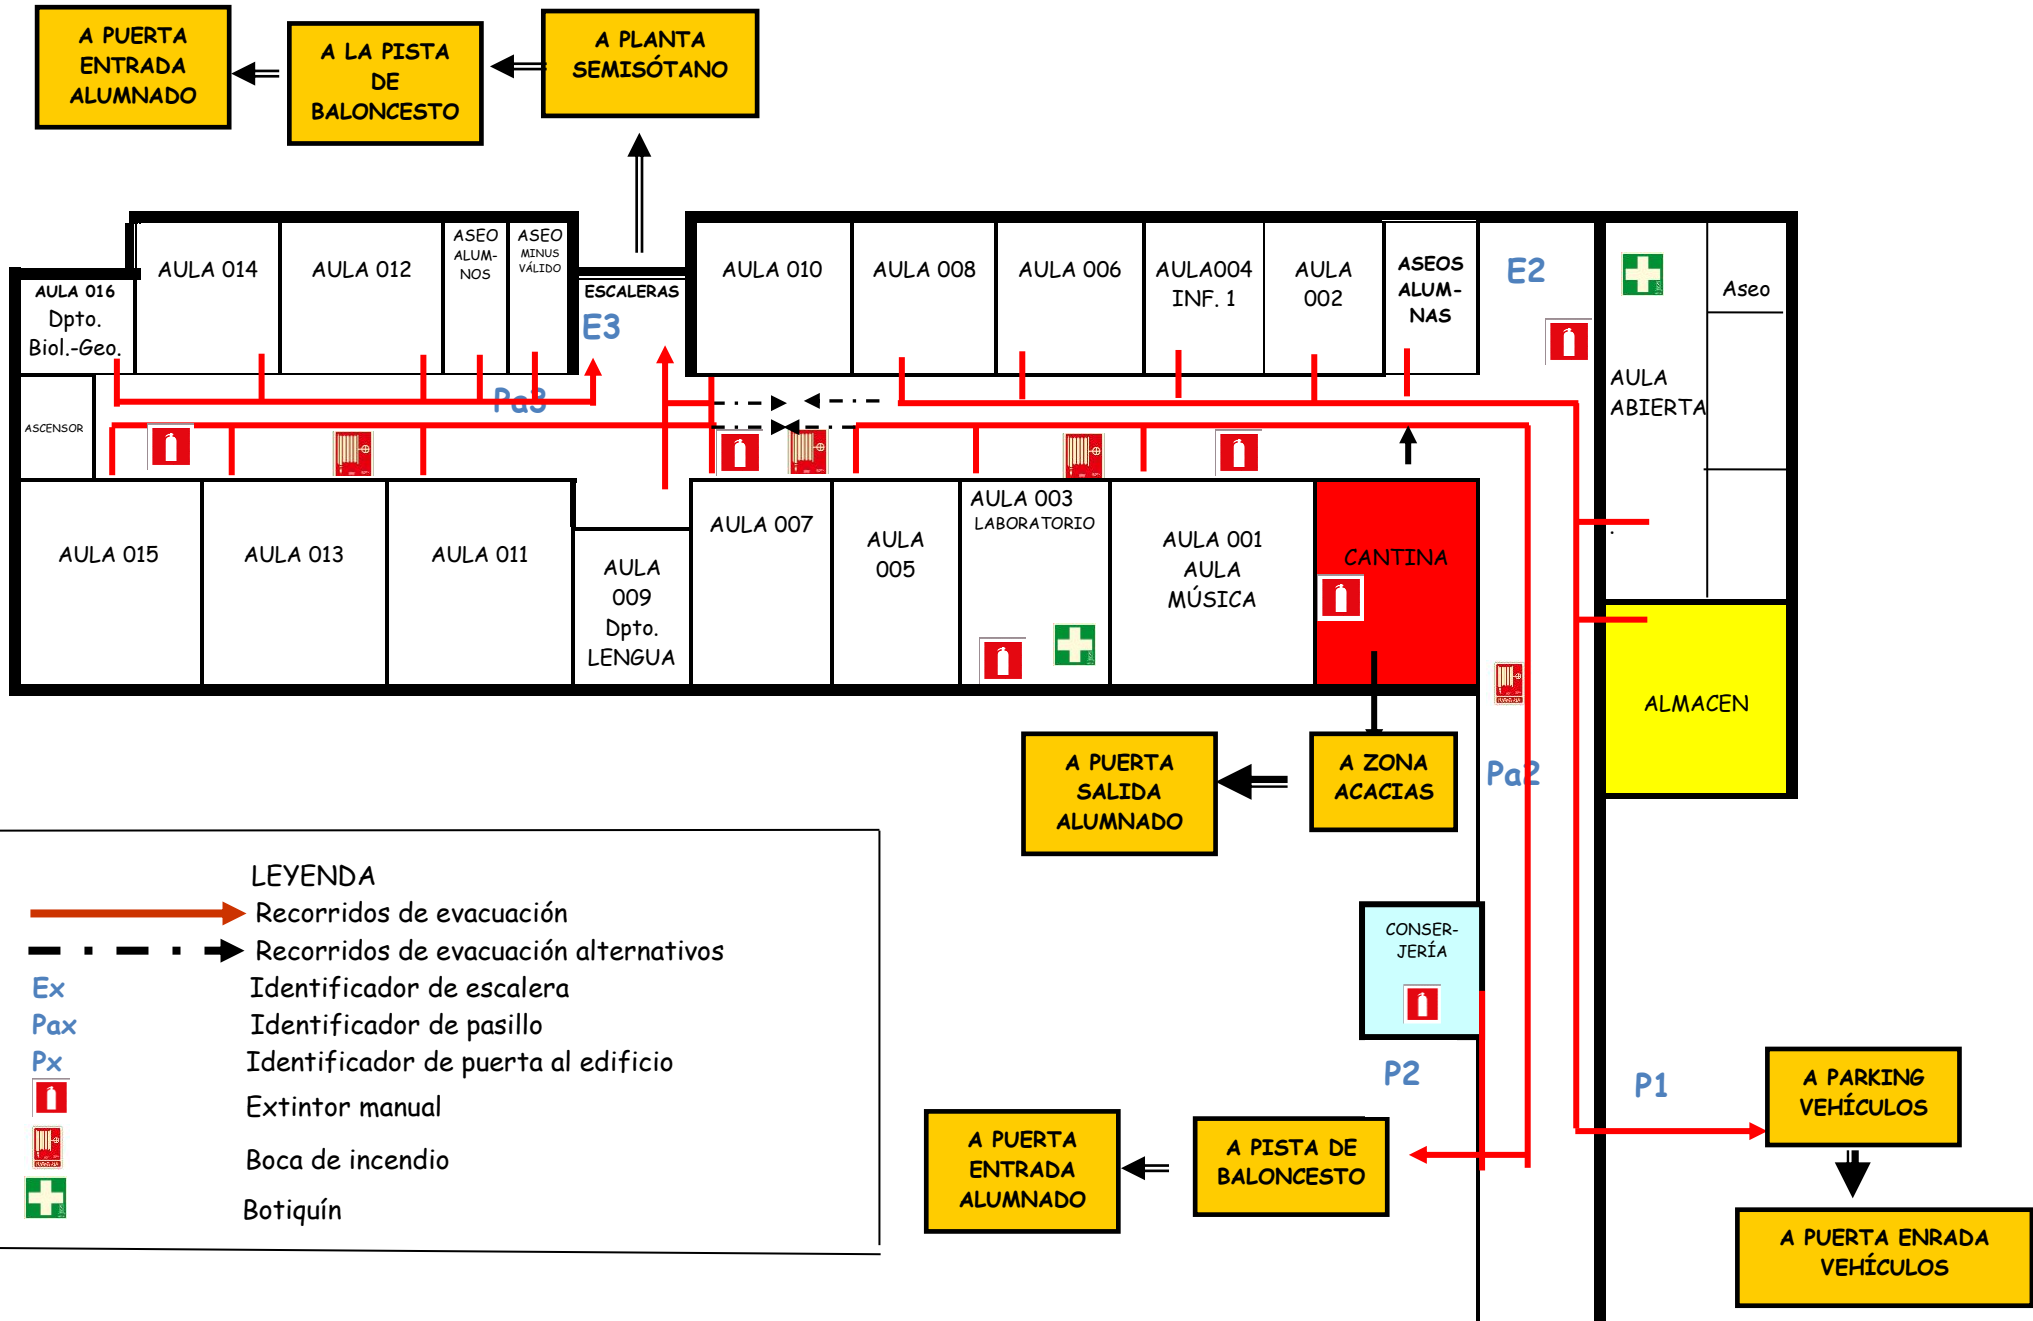 A PUERTA
ENTRADA
ALUMNADO
A LA PISTA
DE
BALONCESTO
A PLANTA
SEMISÓTANO
AULA 016
Dpto.
Biol.-Geo.
AULA 014
AULA 012
ASEO
ALUM-
NOS
ASEO
MINUS
VÁLIDO
ESCALERAS
E3
AULA 010
AULA 008
AULA 006
AULA004
INF. 1
AULA
002
ASEOS
ALUM-
NAS
E2
Aseo
AULA
ABIERTA
.
Pa3
ASCENSOR
AULA 015
AULA 013
AULA 011
AULA
009
Dpto.
LENGUA
AULA 007
AULA
005
AULA 003
LABORATORIO
AULA 001
AULA
MÚSICA
CANTINA
ALMACEN
A PUERTA
SALIDA
ALUMNADO
A ZONA
ACACIAS
Pa2
LEYENDA
Recorridos de evacuación
Recorridos de evacuación alternativos
Ex Identificador de escalera
Pax Identificador de pasillo
Px Identificador de puerta al edificio
Extintor manual
Boca de incendio
Botiquín
CONSER-
JERÍA
P2
P1
A PUERTA
ENTRADA
ALUMNADO
A PISTA DE
BALONCESTO
A PARKING
VEHÍCULOS
A PUERTA ENRADA
VEHÍCULOS